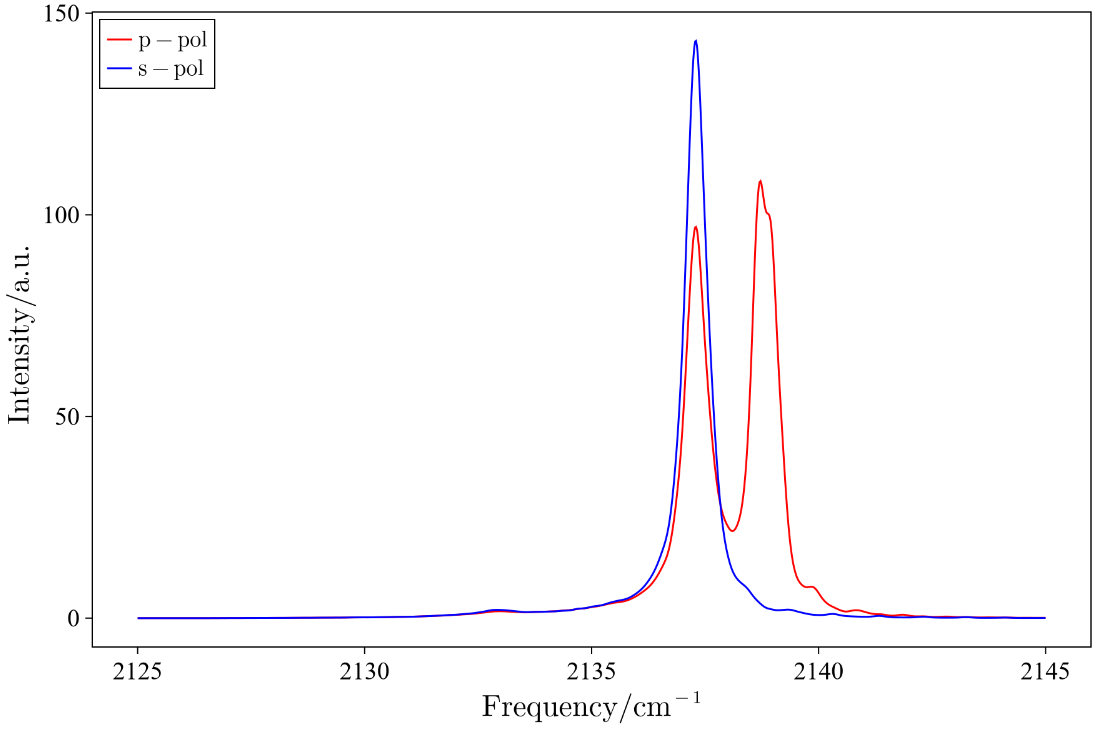 150
p – pol
s – pol
100
50
0
Intensity/a.u.
2125 2130 2135 2140 2145
Frequency/cm⁻¹